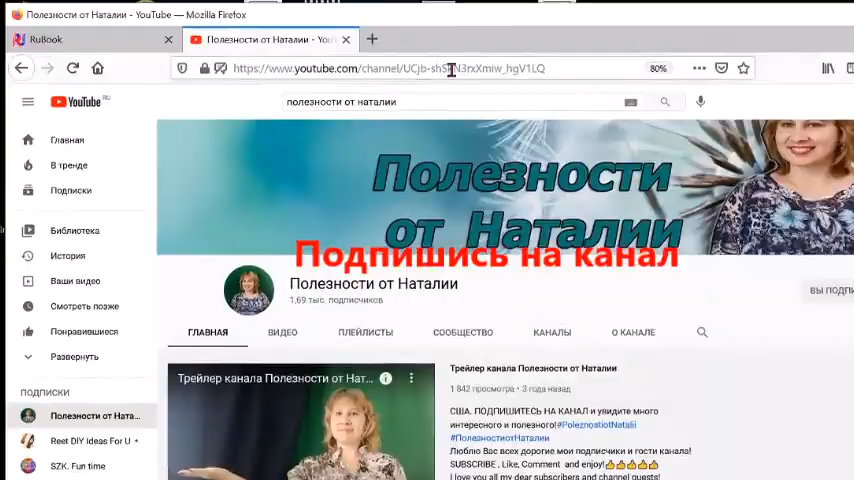 Полезности от Наталии - YouTube — Mozilla Firefox
RuBook
Полезности от Наталии - You
https://www.youtube.com/channel/
80%
YouTube RU
полезности от наталии
Главная
В тренде
Подписки
Библиотека
История
Ваши видео
Смотреть позже
Понравившиеся
Развернуть
ПОДПИСКИ
Полезности от Ната...
Reet DIY Ideas For U
SZK. Fun time
Полезности
от Наталии
Подпишись на канал
Полезности от Наталии
1,69 тыс. подписчиков
ВЫ ПОДПИ
ГЛАВНАЯ
ВИДЕО
ПЛЕЙЛИСТЫ
СООБЩЕСТВО
КАНАЛЫ
О КАНАЛЕ
Трейлер канала Полезности от Нат...
Трейлер канала Полезности от Наталии
1 842 просмотра • 3 года назад
США. ПОДПИШИТЕСЬ НА КАНАЛ и увидите много
интересного и полезного!#PoleznostiotNatalii
#ПолезностиотНаталии
Люблю Вас всех дорогие мои подписчики и гости канала!
SUBSCRIBE , Like, Comment and enjoy!👍👍👍👍👍
I love you all my dear subscribers and channel guests!